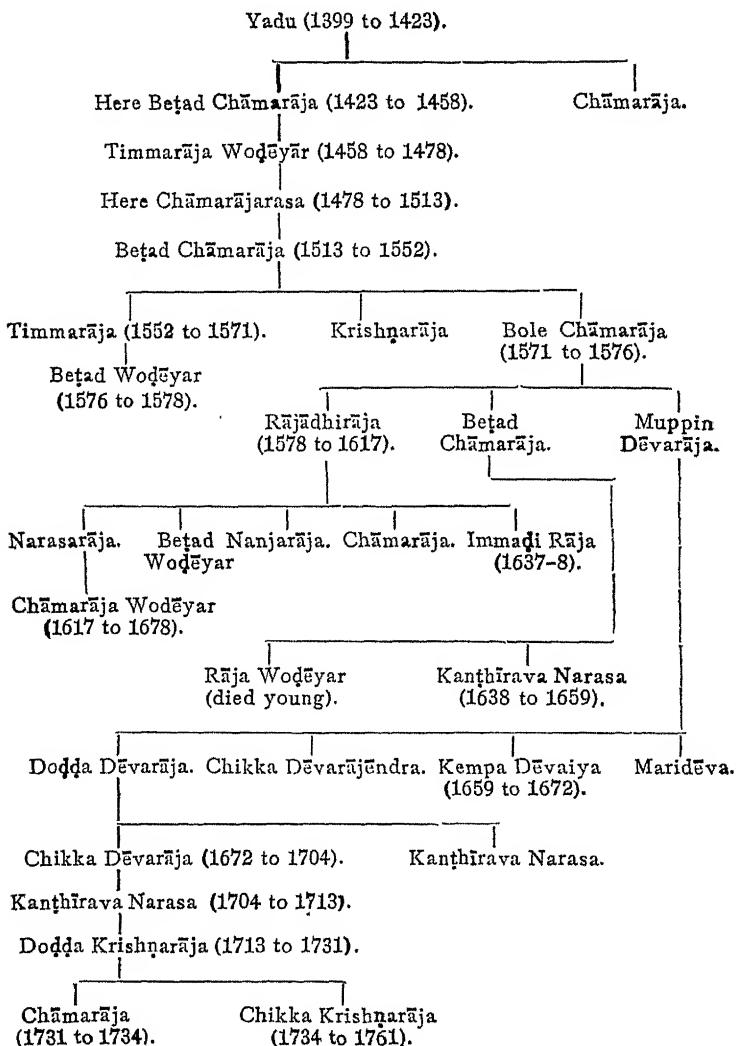 Yadu (1399 to 1423).
Here Beṭad Chāmarāja (1423 to 1458). Chāmarāja.
Timmarāja Woḍēyār (1458 to 1478).
Here Chāmarājarasa (1478 to 1513).
Beṭad Chāmarāja (1513 to 1552).
Timmarāja (1552 to 1571). Krishṇarāja Bole Chāmarāja
(1571 to 1576).
Beṭad Woḍēyar
(1576 to 1578).
Rājādhirāja Beṭad Muppin
(1578 to 1617). Chāmarāja. Dēvarāja.
Narasarāja. Beṭad Nanjarāja. Chāmarāja. Immaḍi Rāja
Woḍēyar (1637-8).
Chāmarāja Wodēyar
(1617 to 1678).
Rāja Woḍēyar Kanṭhīrava Narasa
(died young). (1638 to 1659).
Doḍḍa Dēvarāja. Chikka Dēvarājēndra. Kempa Dēvaiya Maridēva.
(1659 to 1672).
Chikka Dēvarāja (1672 to 1704). Kanṭhīrava Narasa.
Kanṭhīrava Narasa (1704 to 1713).
Doḍḍa Krishṇarāja (1713 to 1731).
Chāmarāja Chikka Krishṇarāja
(1731 to 1734). (1734 to 1761).